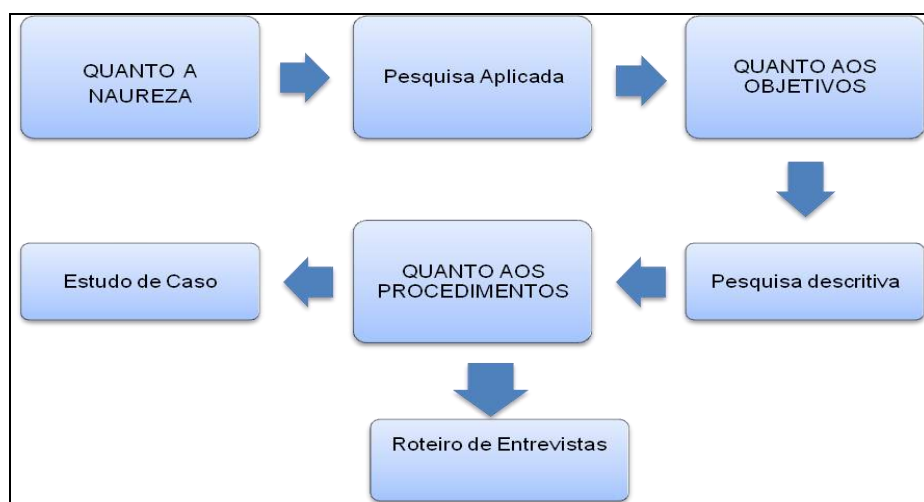 QUANTO A
NAUREZA
Pesquisa Aplicada
QUANTO AOS
OBJETIVOS
Estudo de Caso
QUANTO AOS
PROCEDIMENTOS
Pesquisa descritiva
Roteiro de Entrevistas